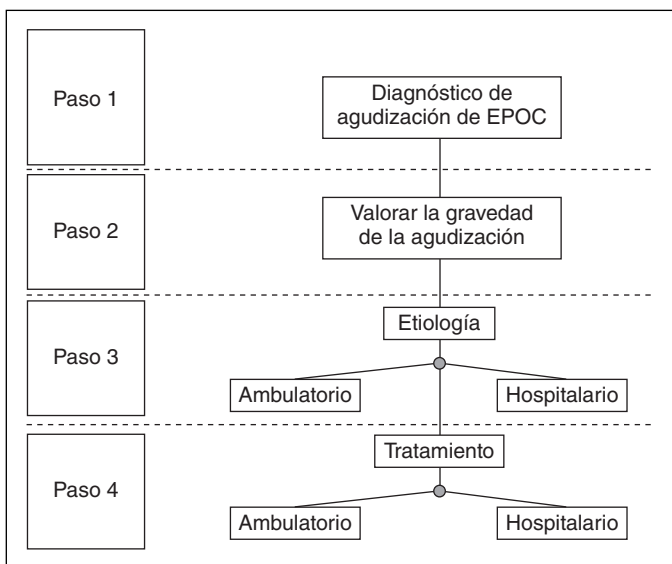 Paso 1
Diagnóstico de
agudización de EPOC
Paso 2
Valorar la gravedad
de la agudización
Paso 3
Etiología
Ambulatorio
Hospitalario
Paso 4
Tratamiento
Ambulatorio
Hospitalario